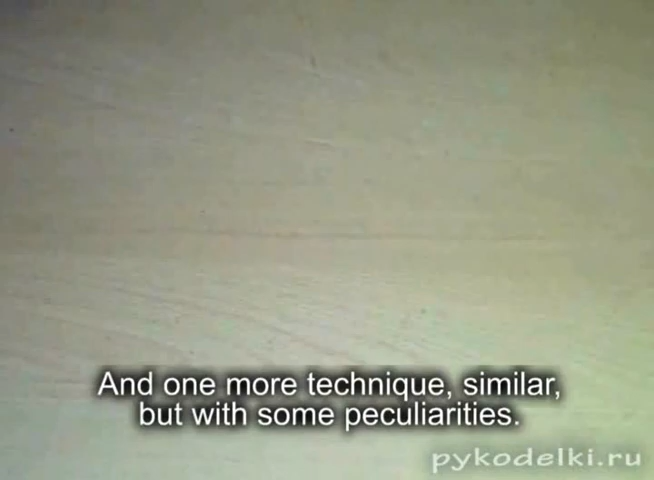 And one more technique, similar,
but with some peculiarities.
pykodelki.ru